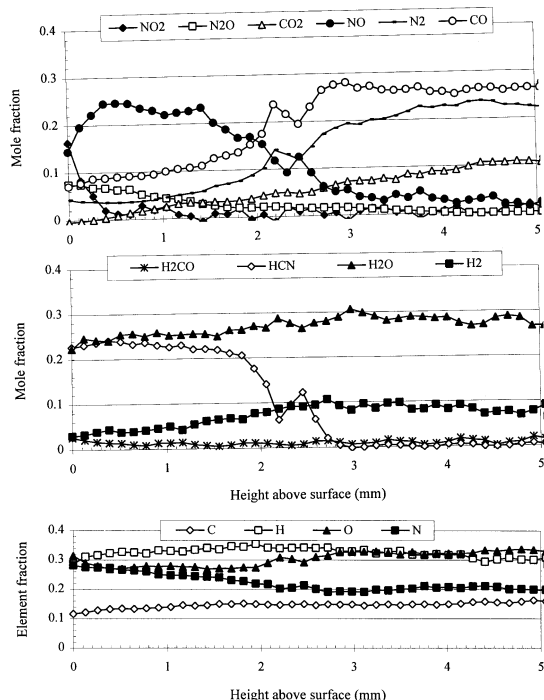 0.4
NO2 N2O CO2 NO N2 CO
0.3
0.2
0.1
0
Mole fraction
0 1 2 3 4 5
H2CO HCN H2O H2
0.4
0.3
0.2
0.1
0
Mole fraction
0 1 2 3 4 5
Height above surface (mm)
C H O N
0.4
0.3
0.2
0.1
0
Element fraction
0 1 2 3 4 5
Height above surface (mm)